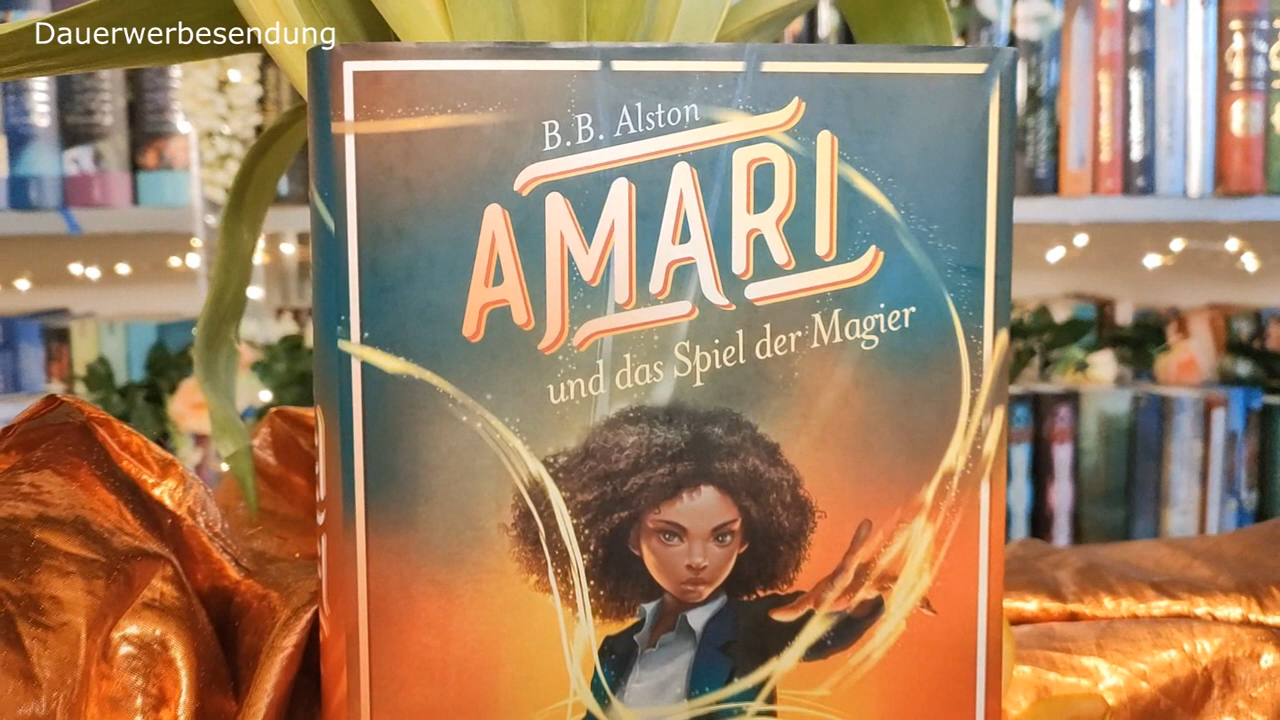 Dauerwerbesendung
B.B. Alston
AMARI
und das Spiel der Magier